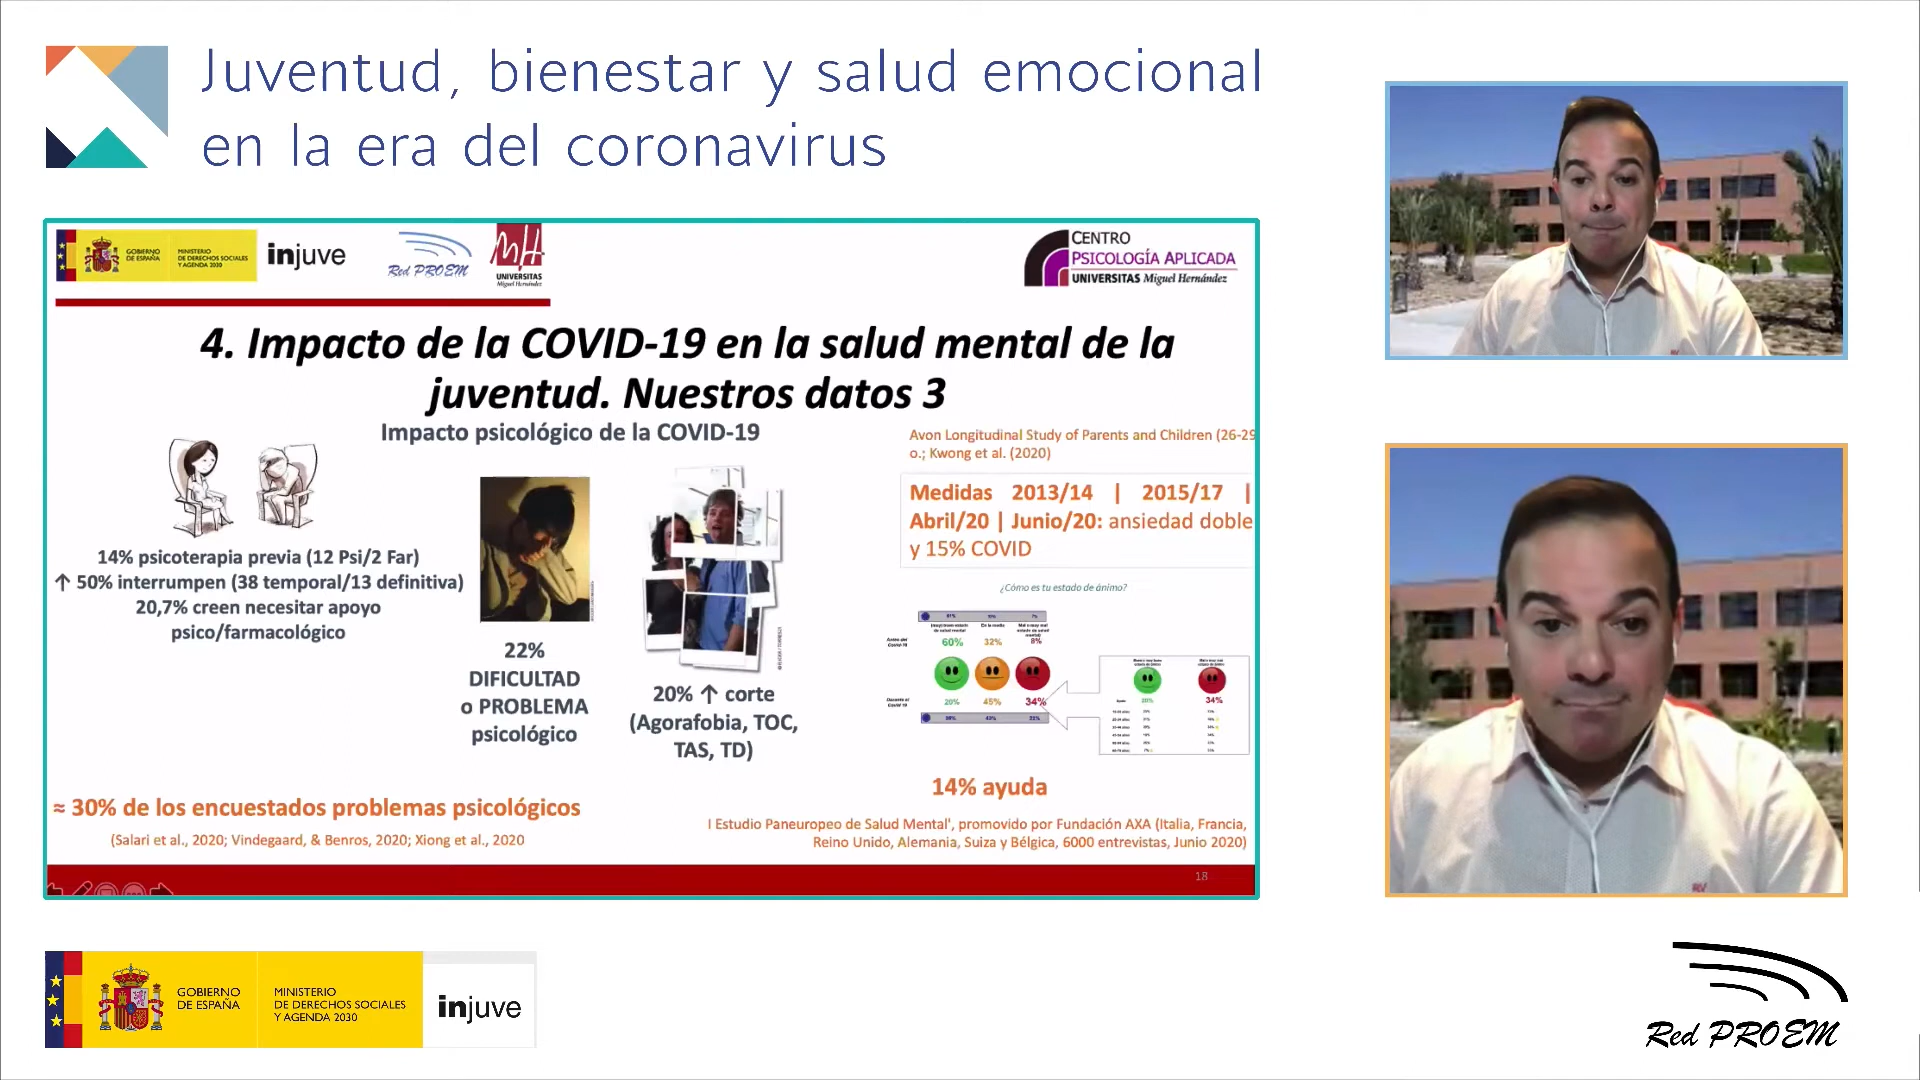 Juventud, bienestar y salud emocional
en la era del coronavirus
GOBIERNO
DE ESPAÑA
MINISTERIO
DE DERECHOS SOCIALES
Y AGENDA 2030
injuve
Red PROEM
UNIVERSITAS
Miguel Hernández
CENTRO
PSICOLOGÍA APLICADA
UNIVERSITAS Miguel Hernández
4. Impacto de la COVID-19 en la salud mental de la
juventud. Nuestros datos 3
Impacto psicológico de la COVID-19
14% psicoterapia previa (12 Psi/2 Far)
↑ 50% interrumpen (38 temporal/13 definitiva)
20,7% creen necesitar apoyo
psico/farmacológico
22%
DIFICULTAD
o PROBLEMA
psicológico
20% ↑ corte
(Agorafobia, TOC,
TAS, TD)
Avon Longitudinal Study of Parents and Children (26-29
o.; Kwong et al. (2020)
Medidas 2013/14 | 2015/17 |
Abril/20 | Junio/20: ansiedad doble
y 15% COVID
¿Cómo es tu estado de ánimo?
60% 32% 8%
20% 45% 34%
20% 34%
14% ayuda
≈ 30% de los encuestados problemas psicológicos
(Salari et al., 2020; Vindegaard, & Benros, 2020; Xiong et al., 2020
I Estudio Paneuropeo de Salud Mental', promovido por Fundación AXA (Italia, Francia,
Reino Unido, Alemania, Suiza y Bélgica, 6000 entrevistas, Junio 2020)
18
GOBIERNO
DE ESPAÑA
MINISTERIO
DE DERECHOS SOCIALES
Y AGENDA 2030
injuve
Red PROEM